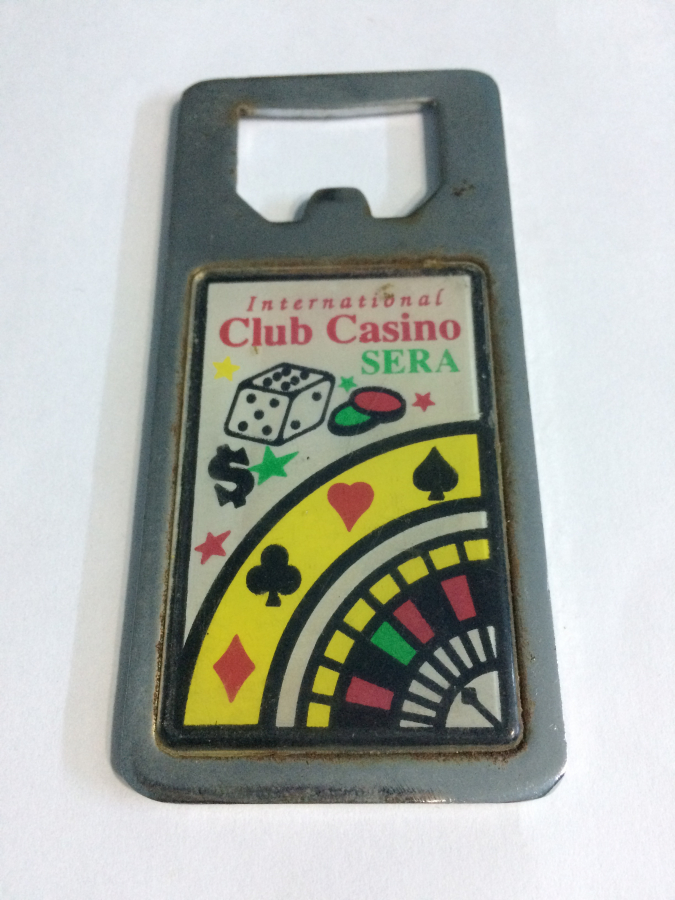 International
Club Casino
SERA
$